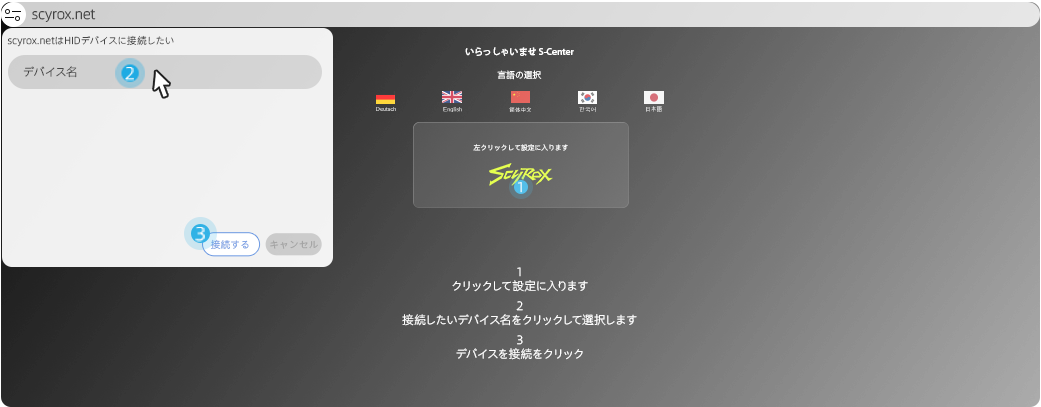 scyrox.net
scyrox.netはHIDデバイスに接続したい
デバイス名
2
3
接続する
キャンセル
いらっしゃいませ S-Center
言語の選択
Deutsch
English
简体中文
한국어
日本語
左クリックして設定に入ります
SCYROX
1
1
クリックして設定に入ります
2
接続したいデバイス名をクリックして選択します
3
デバイスを接続をクリック